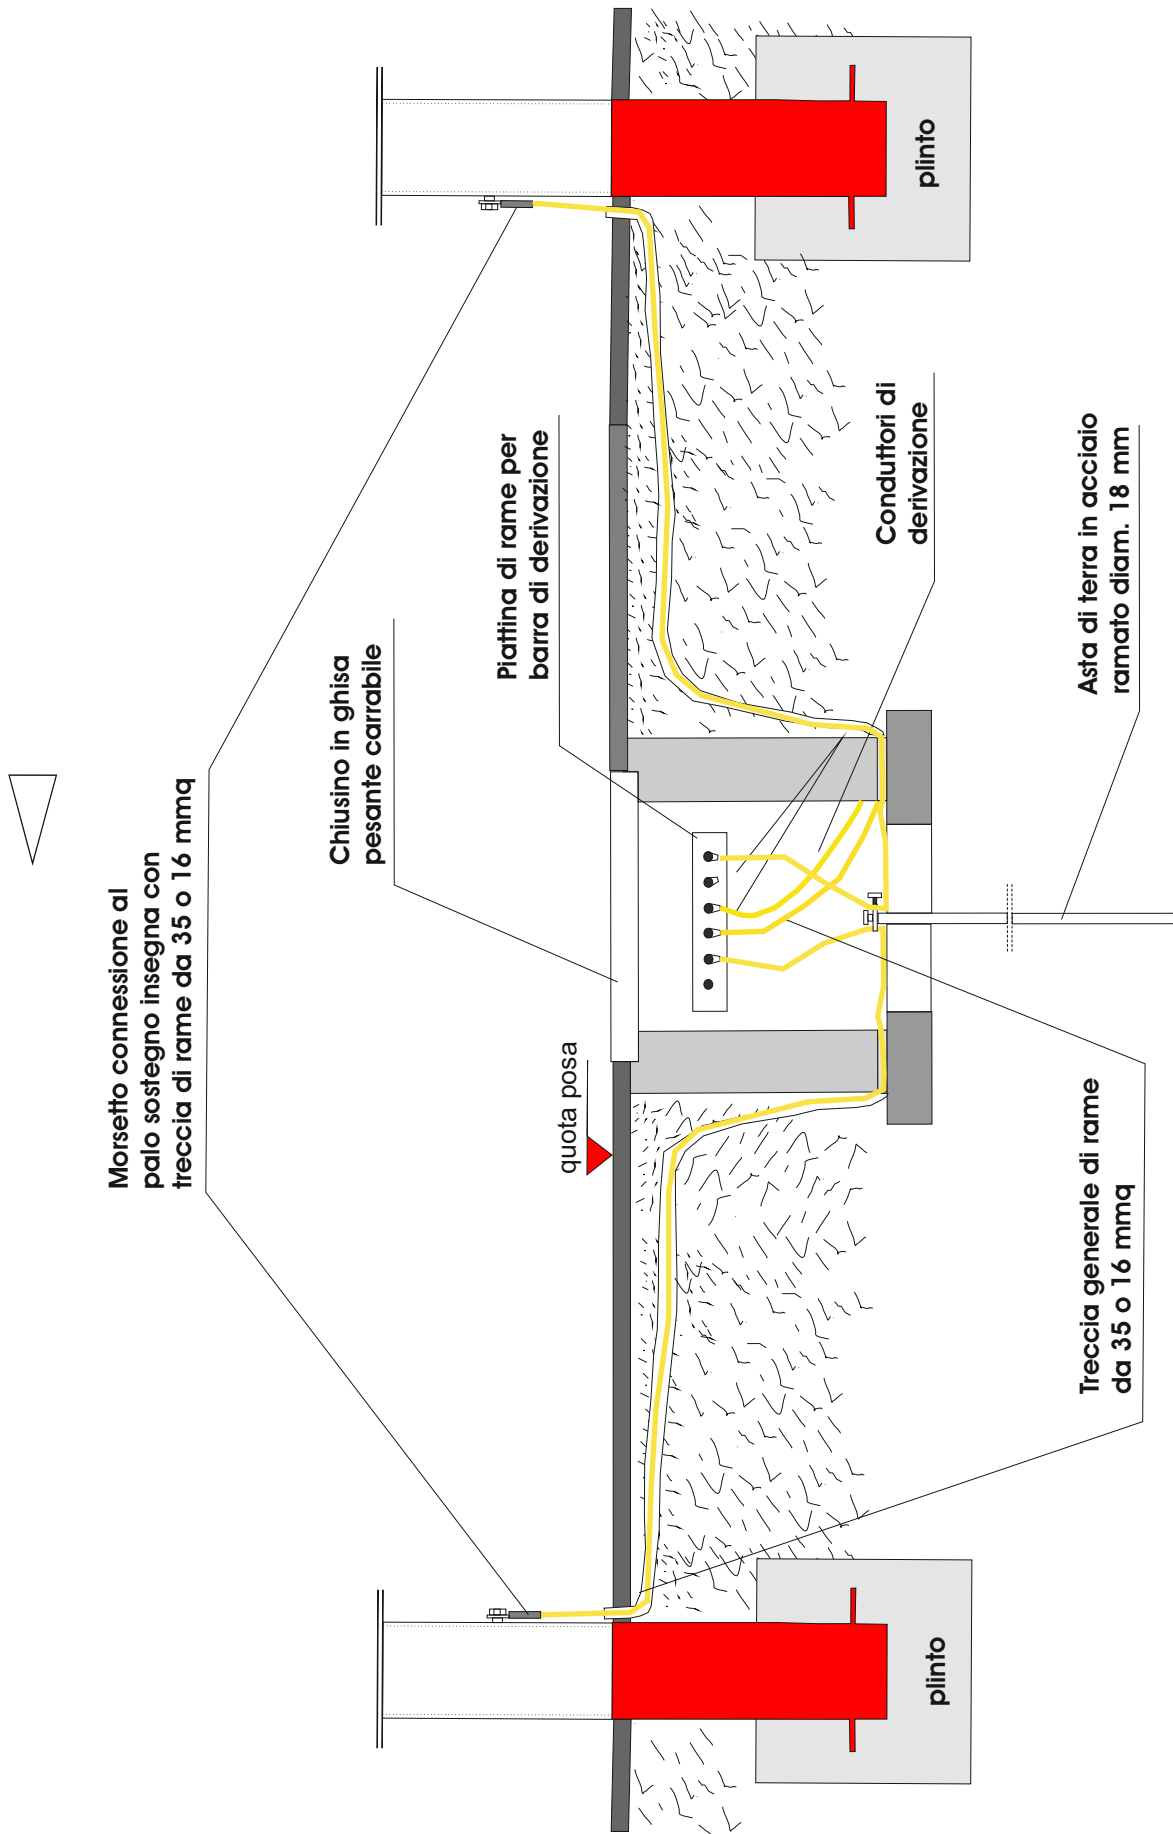 Morsetto connessione al
palo sostegno insegna con
treccia di rame da 35 o 16 mmq
Chiusino in ghisa
pesante carrabile
Piattina di rame per
barra di derivazione
quota posa
Conduttori di
derivazione
plinto
plinto
Asta di terra in acciaio
ramato diam. 18 mm
Treccia generale di rame
da 35 o 16 mmq